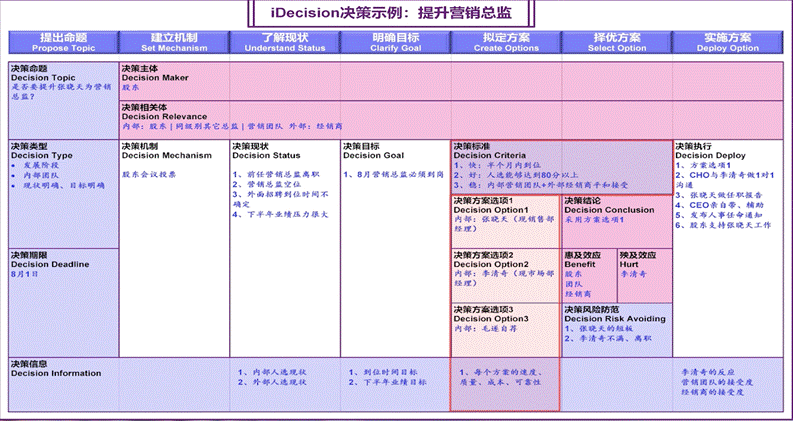 iDecision决策示例：提升营销总监
提出命题
Propose Topic
建立机制
Set Mechanism
了解现状
Understand Status
明确目标
Clarify Goal
拟定方案
Create Options
择优方案
Select Option
实施方案
Deploy Option
决策命题
Decision Topic
是否要提升张晓天为营销
总监?
决策主体
Decision Maker
股东
决策相关体
Decision Relevance
内部：股东 | 同级别其它总监 | 营销团队 外部：经销商
决策类型
Decision Type
• 发展阶段
• 内部团队
• 现状明确、目标明确
决策机制
Decision Mechanism
股东会议投票
决策现状
Decision Status
1、前任营销总监离职
2、营销总监空位
3、外面招聘到位时间不
确定
4、下半年业绩压力很大
决策目标
Decision Goal
1、8月营销总监必须到岗
决策标准
Decision Criteria
1、快：半个月内到位
2、好：人选能够达到80分以上
3、稳：内部营销团队+外部经销商平和接受
决策执行
Decision Deploy
1、方案选项1
2、CHO与李清奇做1对1
沟通
3、张晓天做任职报告
4、CEO亲自带、辅助
5、发布人事任命通知
6、股东支持张晓天工作
决策方案选项1
Decision Option1
内部：张晓天（现销售部
经理）
决策结论
Decision Conclusion
采用方案选项1
决策期限
Decision Deadline
8月1日
决策方案选项2
Decision Option2
内部：李清奇（现市场部
经理）
惠及效应
Benefit
股东
团队
经销商
殃及效应
Hurt
李清奇
决策方案选项3
Decision Option3
内部：毛遂自荐
决策风险防范
Decision Risk Avoiding
1、张晓天的短板
2、李清奇不满、离职
决策信息
Decision Information
1、内部人选现状
2、外部人选现状
1、到位时间目标
2、下半年业绩目标
1、每个方案的速度、
质量、成本、可靠性
李清奇的反应
营销团队的接受度
经销商的接受度